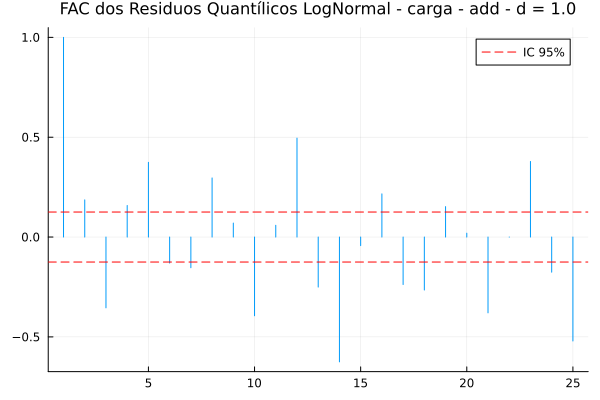 FAC dos Residuos Quantílicos LogNormal - carga - add - d = 1.0
1.0
IC 95%
0.5
0.0
−0.5
5 10 15 20 25